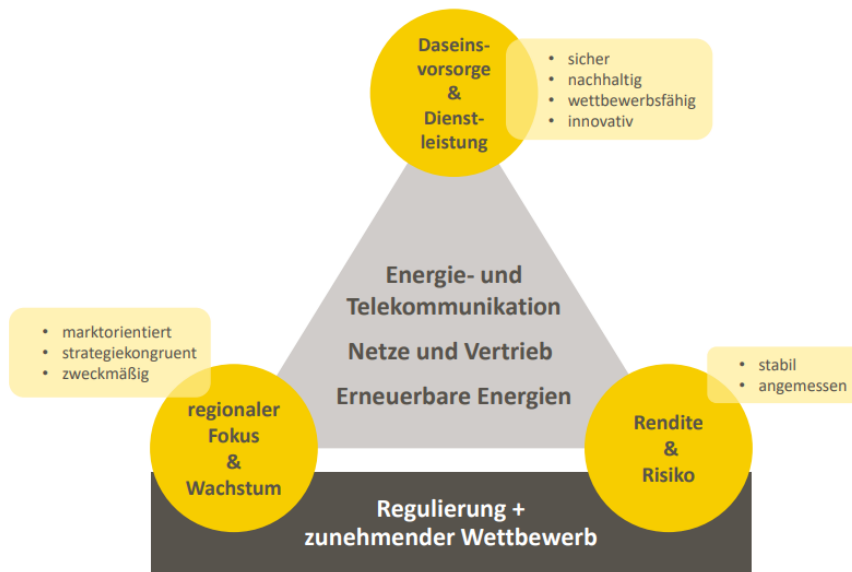 Daseins-
vorsorge
&
Dienst-
leistung
• sicher
• nachhaltig
• wettbewerbsfähig
• innovativ
Energie- und
Telekommunikation
Netze und Vertrieb
Erneuerbare Energien
• marktorientiert
• strategiekongruent
• zweckmäßig
regionaler
Fokus
&
Wachstum
• stabil
• angemessen
Rendite
&
Risiko
Regulierung +
zunehmender Wettbewerb